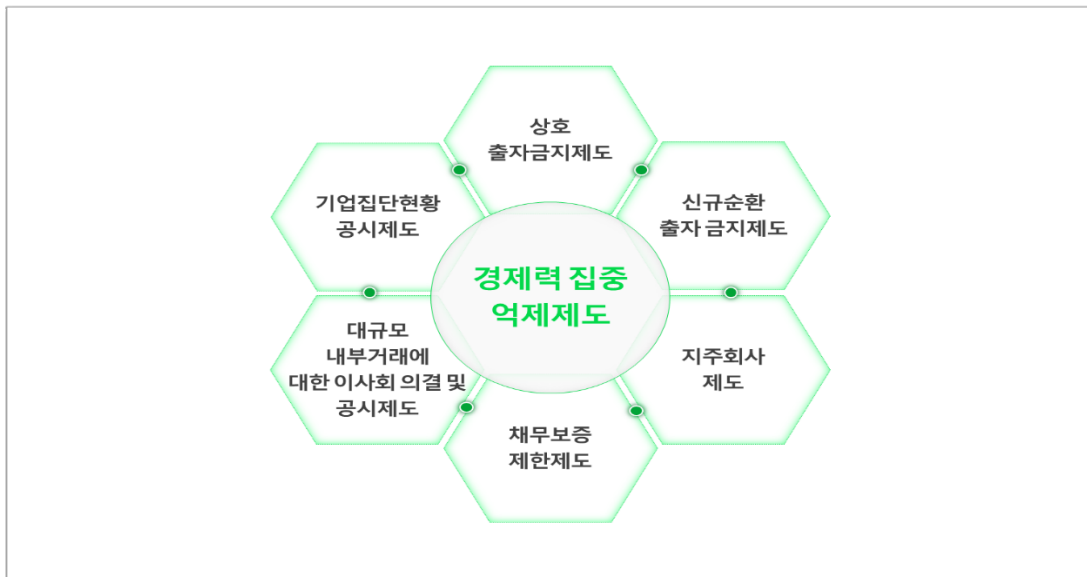 상호
출자금지제도
신규순환
출자 금지제도
지주회사
제도
채무보증
제한제도
대규모
내부거래에
대한 이사회 의결 및
공시제도
기업집단현황
공시제도
경제력 집중
억제제도